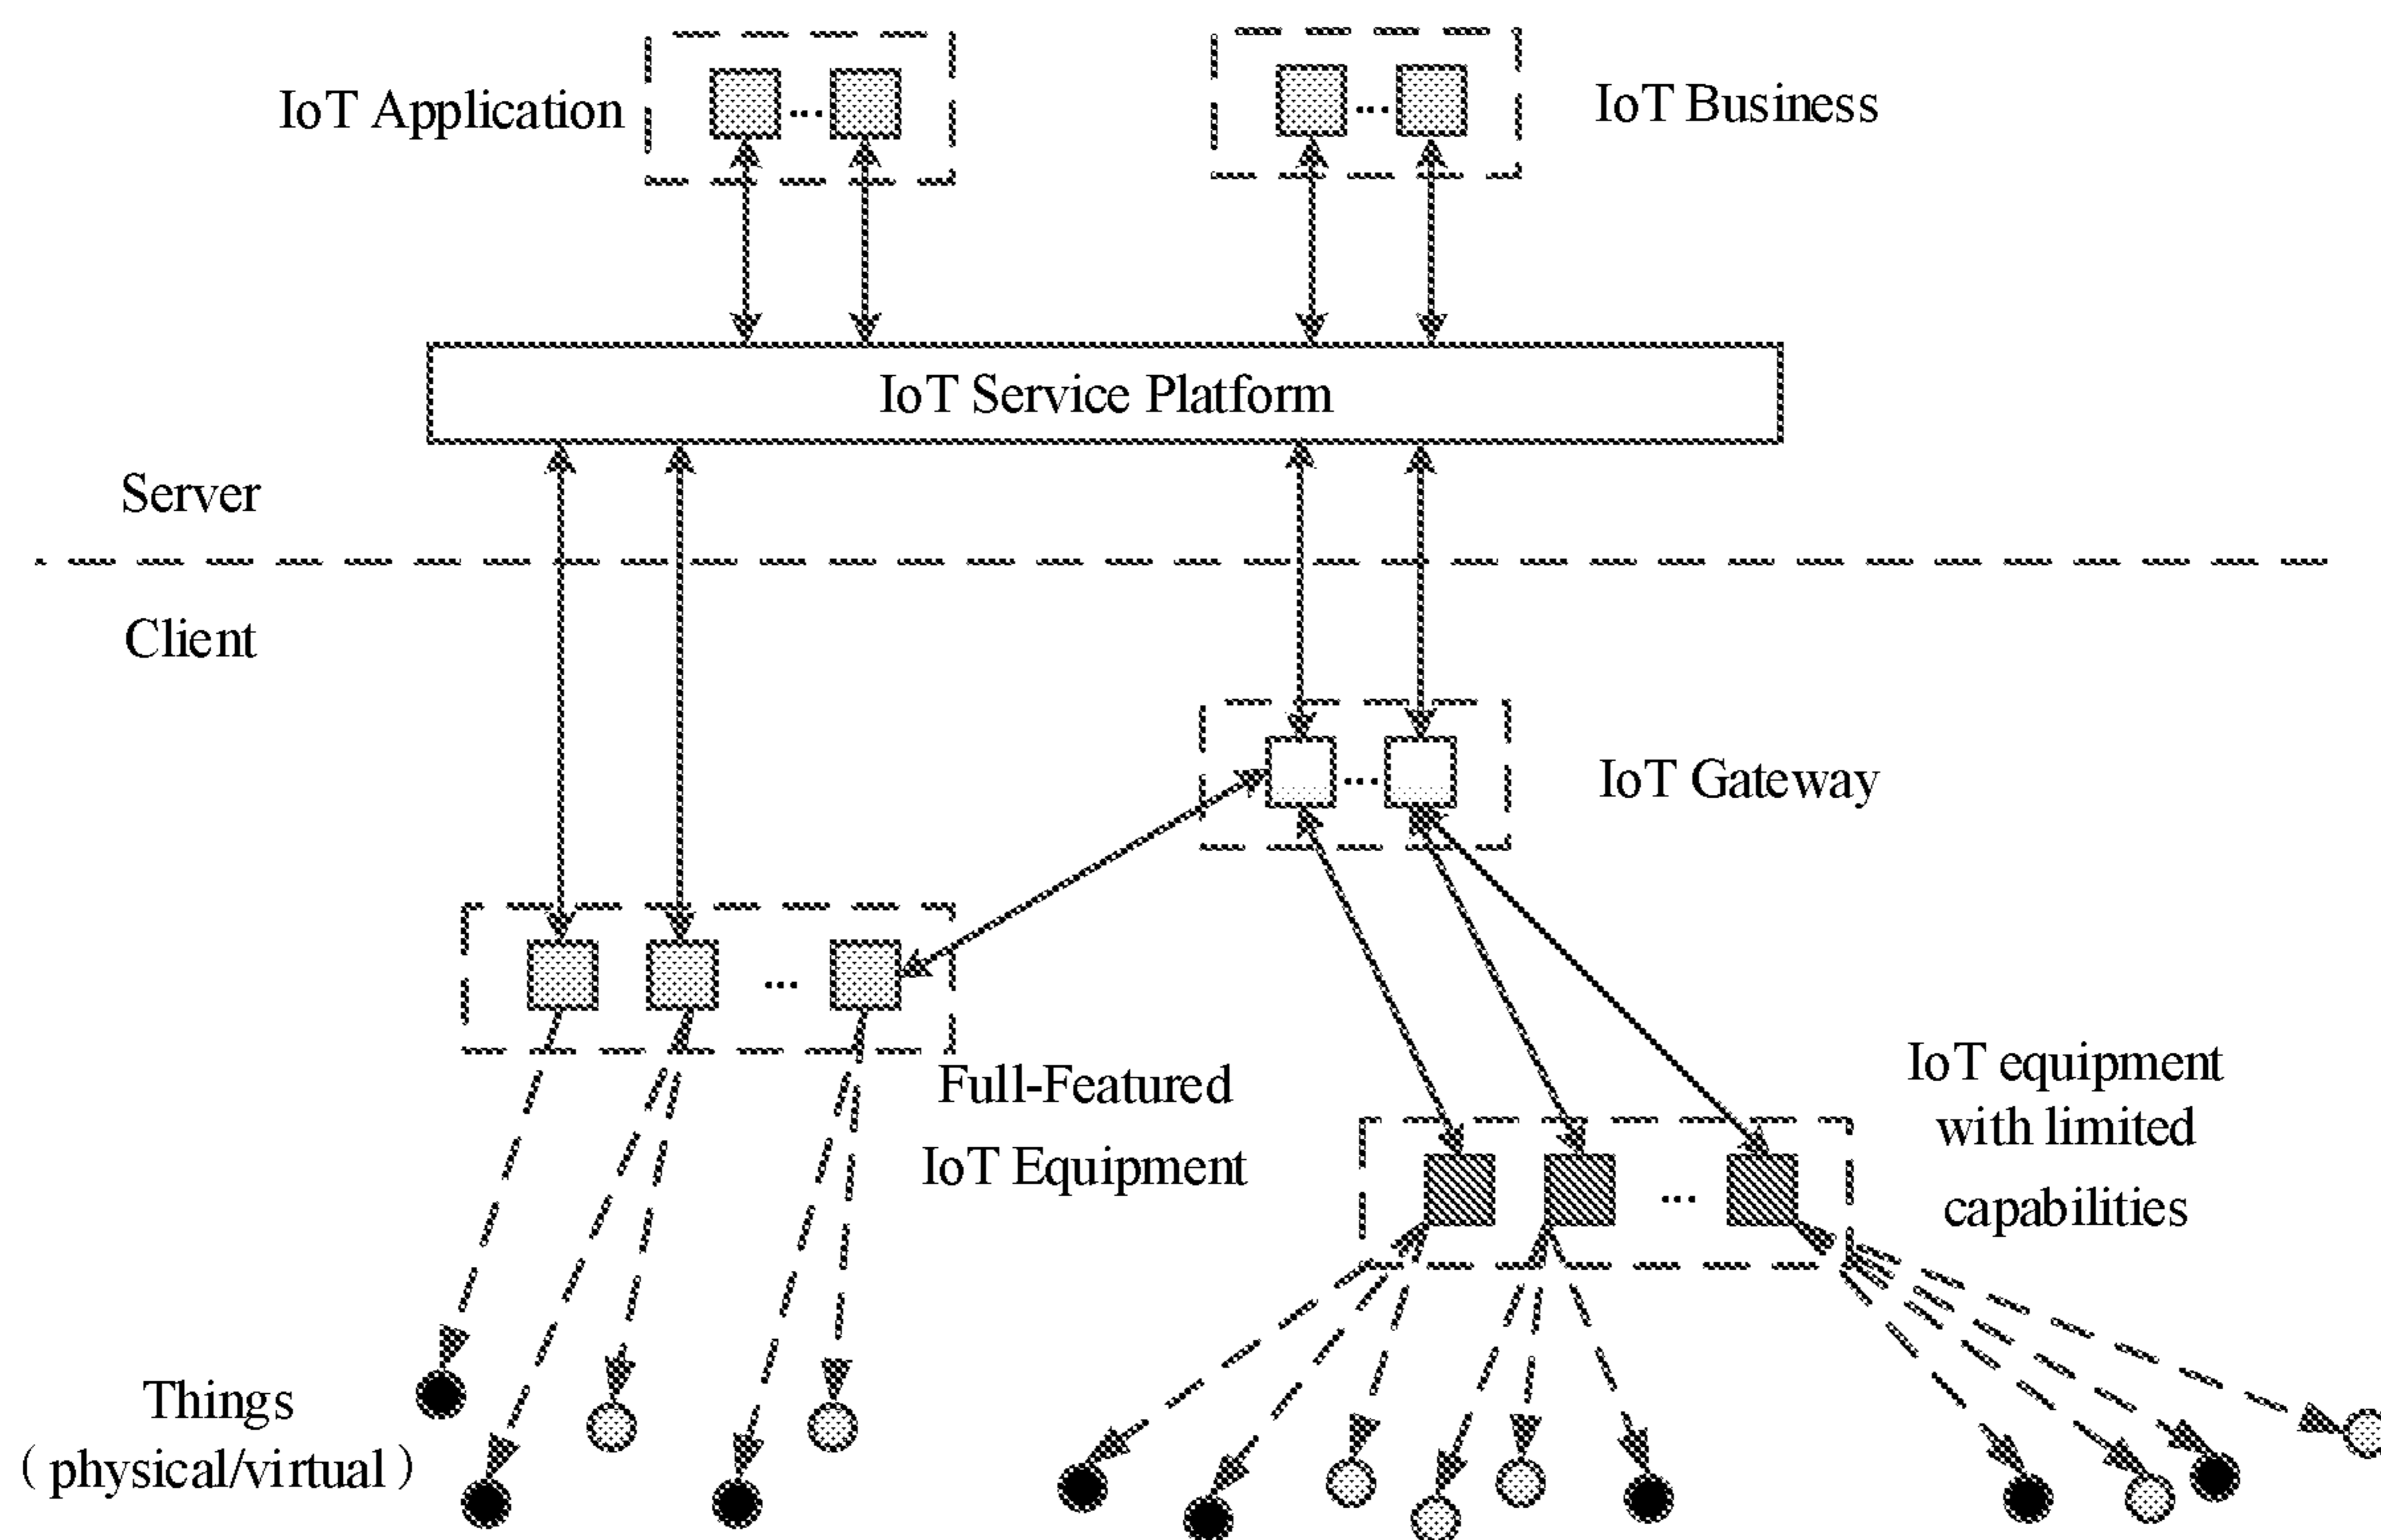 IoT Application
...
IoT Business
...
IoT Service Platform
Server
Client
IoT Gateway
...
...
Full-Featured
IoT Equipment
IoT equipment
with limited
capabilities
...
Things
( physical/virtual )